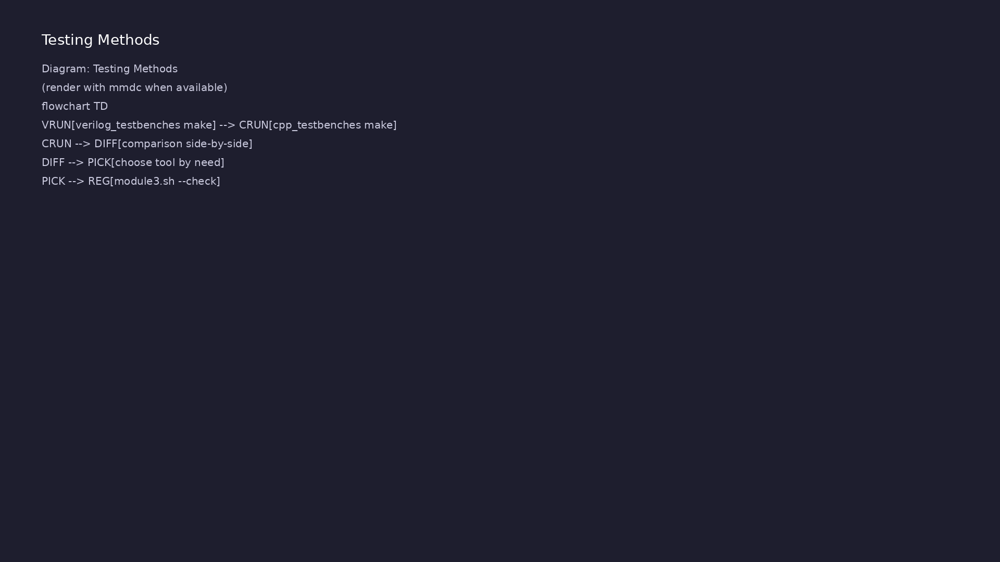 Testing Methods
Diagram: Testing Methods
(render with mmdc when available)
flowchart TD
VRUN[verilog_testbenches make] --> CRUN[cpp_testbenches make]
CRUN --> DIFF[comparison side-by-side]
DIFF --> PICK[choose tool by need]
PICK --> REG[module3.sh --check]